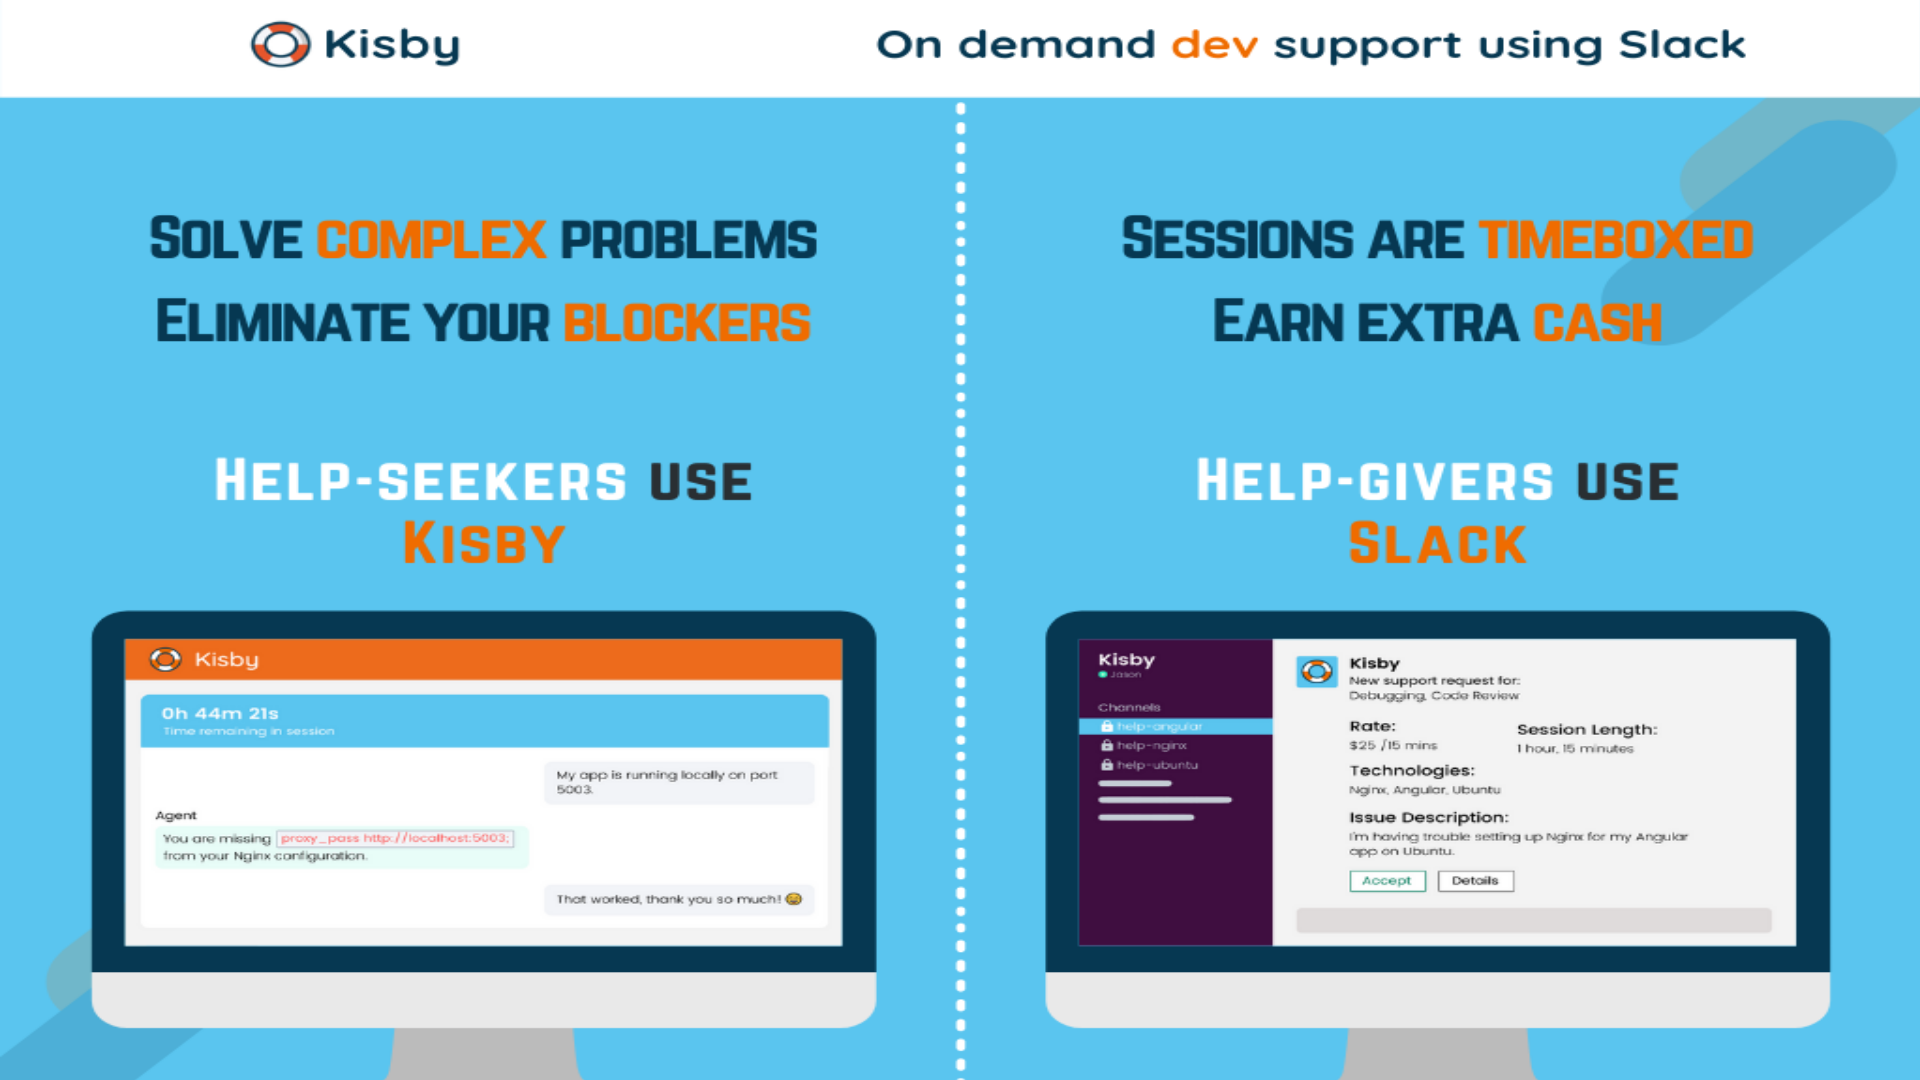 Kisby
On demand dev support using Slack
SOLVE COMPLEX PROBLEMS
ELIMINATE YOUR BLOCKERS
HELP-SEEKERS USE
KISBY
Kisby
0h 44m 21s
Time remaining in session
My app is running locally on port
5003.
Agent
You are missing proxy_pass http://localhost:5003;
from your Nginx configuration.
That worked, thank you so much! 😄
SESSIONS ARE TIMEBOXED
EARN EXTRA CASH
HELP-GIVERS USE
SLACK
Kisby
Jason
Channels
help-angular
help-nginx
help-ubuntu
Kisby
New support request for:
Debugging, Code Review
Rate:
$25 /15 mins
Session Length:
1 hour, 15 minutes
Technologies:
Nginx, Angular, Ubuntu
Issue Description:
I'm having trouble setting up Nginx for my Angular
app on Ubuntu.
Accept
Details